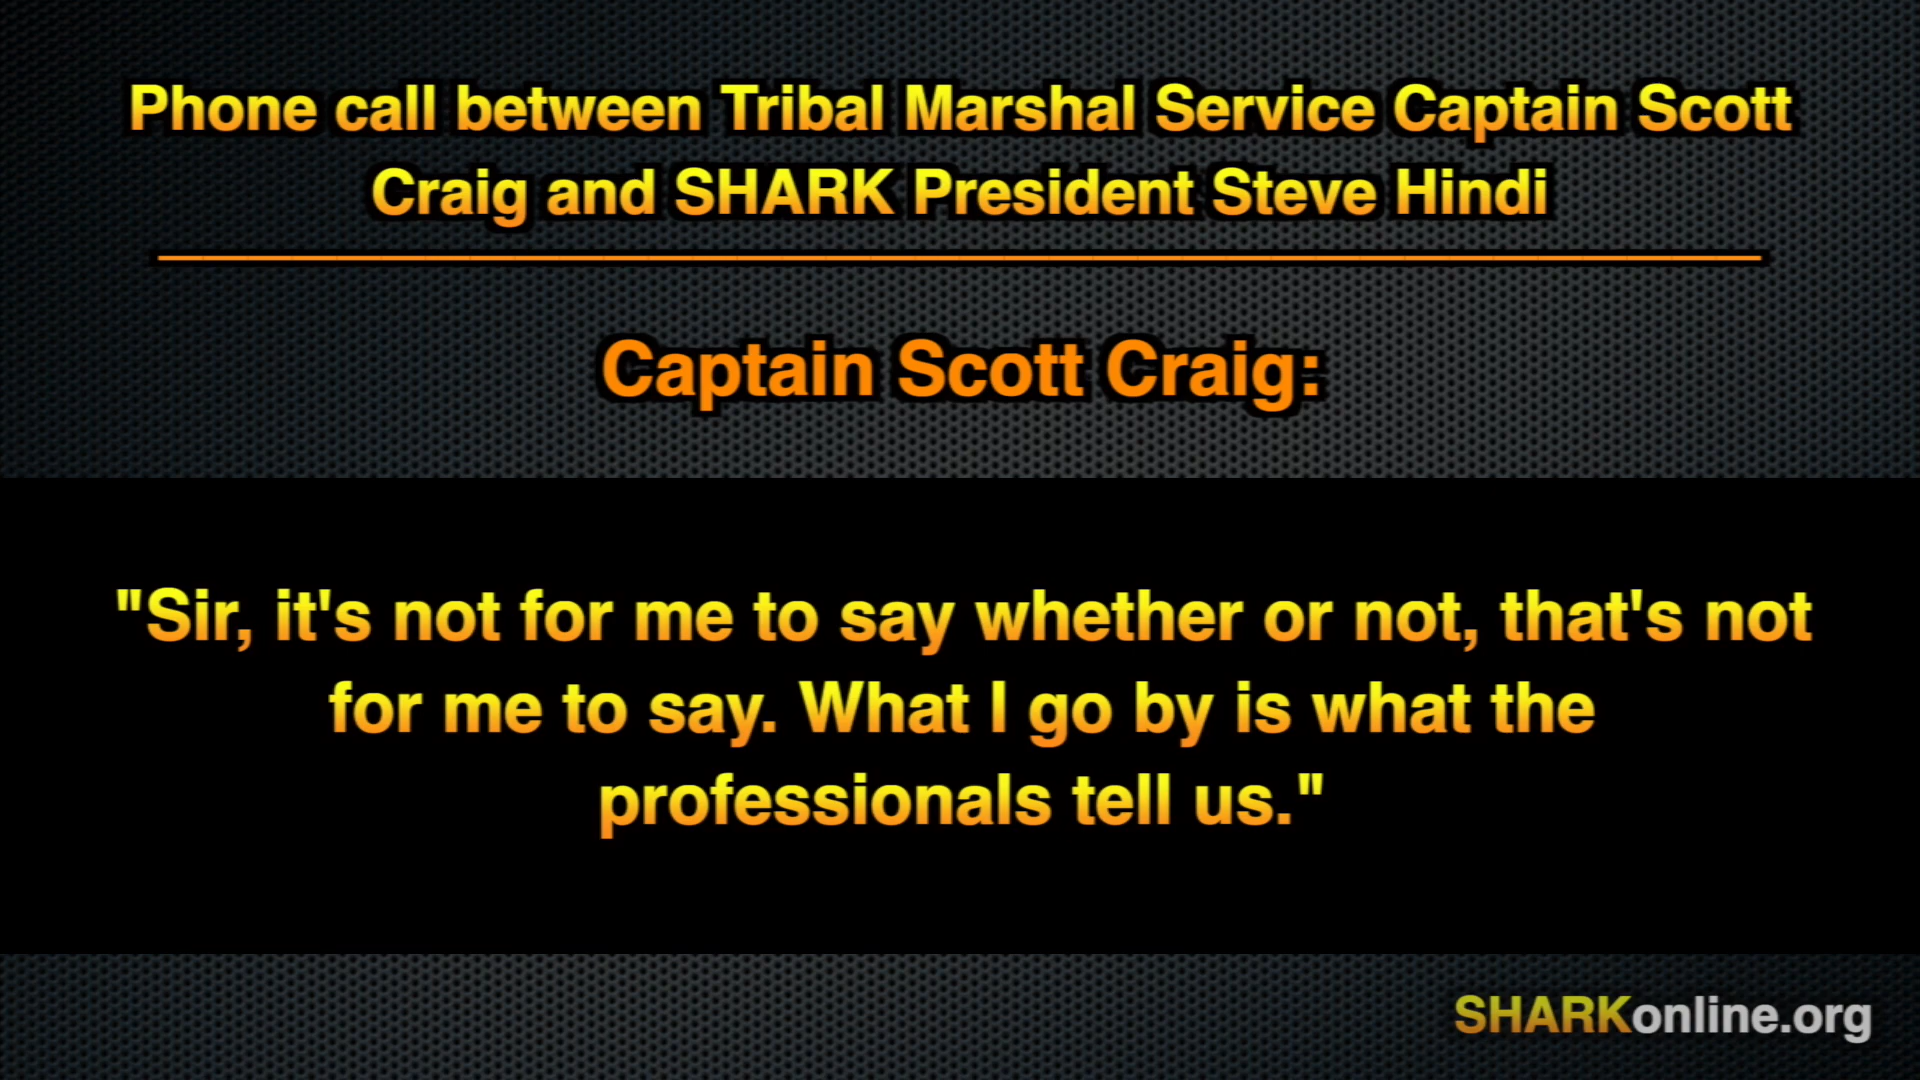 Phone call between Tribal Marshal Service Captain Scott
Craig and SHARK President Steve Hindi
Captain Scott Craig:
"Sir, it's not for me to say whether or not, that's not
for me to say. What I go by is what the
professionals tell us."
SHARKonline.org